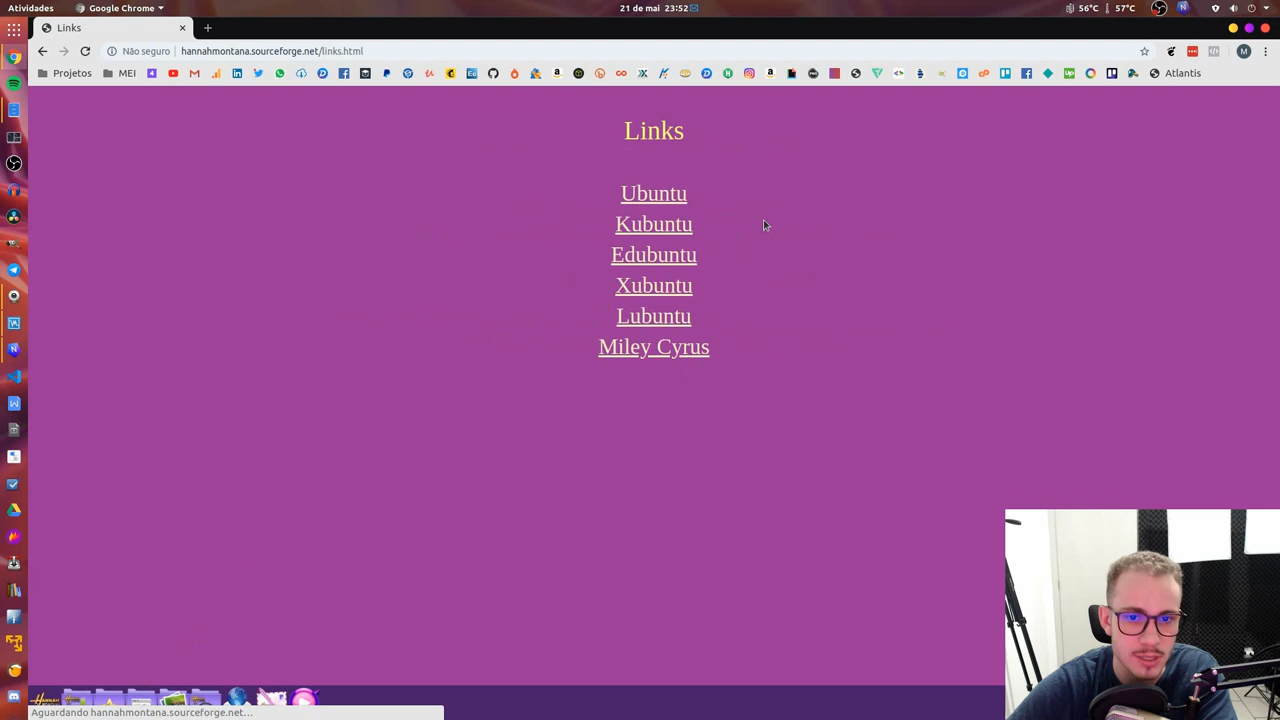 Atividades
Google Chrome
21 de mai 23:52
56°C
57°C
Links
Não seguro
hannahmontana.sourceforge.net/links.html
M
Projetos
MEI
Atlantis
Links
Ubuntu
Kubuntu
Edubuntu
Xubuntu
Lubuntu
Miley Cyrus
Aguardando hannahmontana.sourceforge.net…